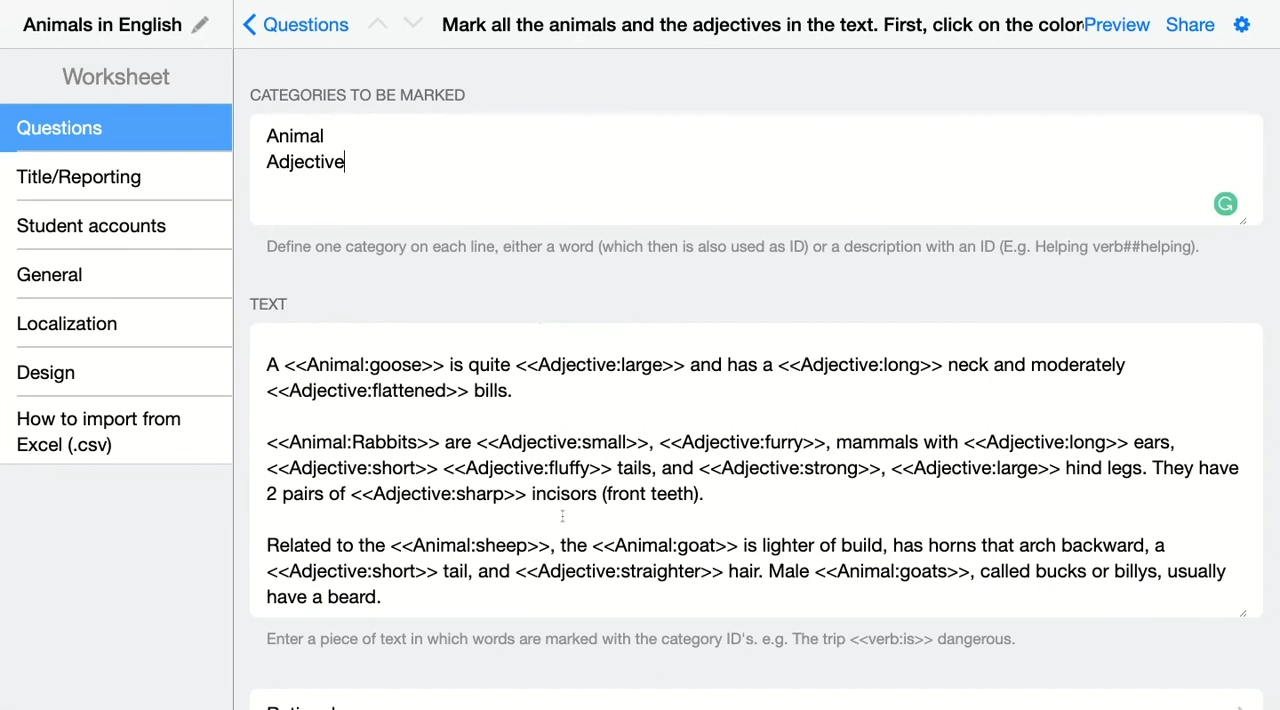 Animals in English
Questions
Mark all the animals and the adjectives in the text. First, click on the color
Preview
Share
Worksheet
Questions
Title/Reporting
Student accounts
General
Localization
Design
How to import from
Excel (.csv)
CATEGORIES TO BE MARKED
Animal
Adjective
Define one category on each line, either a word (which then is also used as ID) or a description with an ID (E.g. Helping verb##helping).
TEXT
A <<Animal:goose>> is quite <<Adjective:large>> and has a <<Adjective:long>> neck and moderately
<<Adjective:flattened>> bills.
<<Animal:Rabbits>> are <<Adjective:small>>, <<Adjective:furry>>, mammals with <<Adjective:long>> ears,
<<Adjective:short>> <<Adjective:fluffy>> tails, and <<Adjective:strong>>, <<Adjective:large>> hind legs. They have
2 pairs of <<Adjective:sharp>> incisors (front teeth).
Related to the <<Animal:sheep>>, the <<Animal:goat>> is lighter of build, has horns that arch backward, a
<<Adjective:short>> tail, and <<Adjective:straighter>> hair. Male <<Animal:goats>>, called bucks or billys, usually
have a beard.
Enter a piece of text in which words are marked with the category ID's. e.g. The trip <<verb:is>> dangerous.